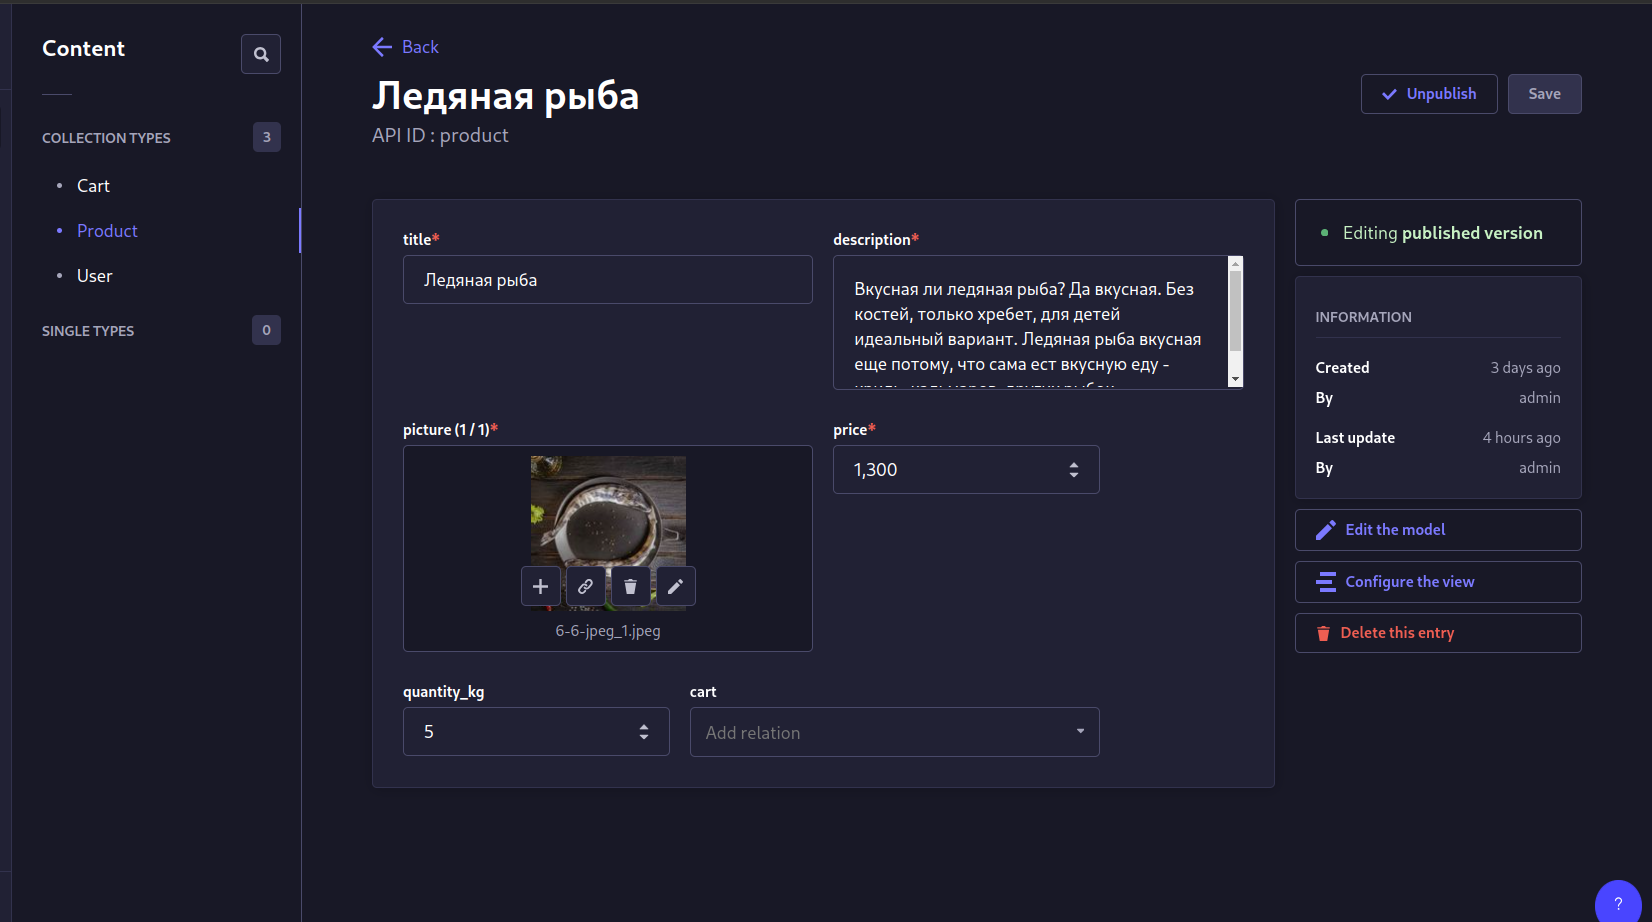 Content
COLLECTION TYPES
3
Cart
Product
User
SINGLE TYPES
0
Back
Ледяная рыба
API ID : product
Unpublish
Save
title*
Ледяная рыба
description*
Вкусная ли ледяная рыба? Да вкусная. Без
костей, только хребет, для детей
идеальный вариант. Ледяная рыба вкусная
еще потому, что сама ест вкусную еду -
picture (1 / 1)*
6-6-jpeg_1.jpeg
price*
1,300
quantity_kg
5
cart
Add relation
Editing published version
INFORMATION
Created
3 days ago
By
admin
Last update
4 hours ago
By
admin
Edit the model
Configure the view
Delete this entry
?